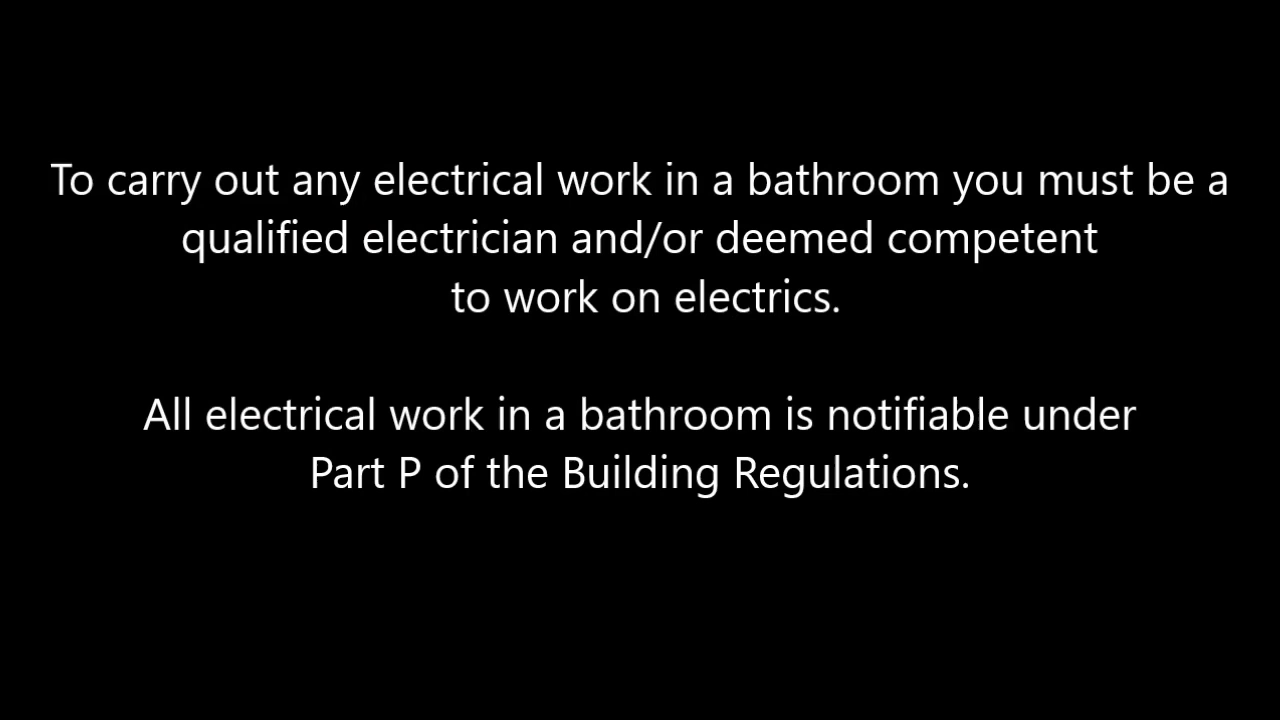 To carry out any electrical work in a bathroom you must be a
qualified electrician and/or deemed competent
to work on electrics.
All electrical work in a bathroom is notifiable under
Part P of the Building Regulations.